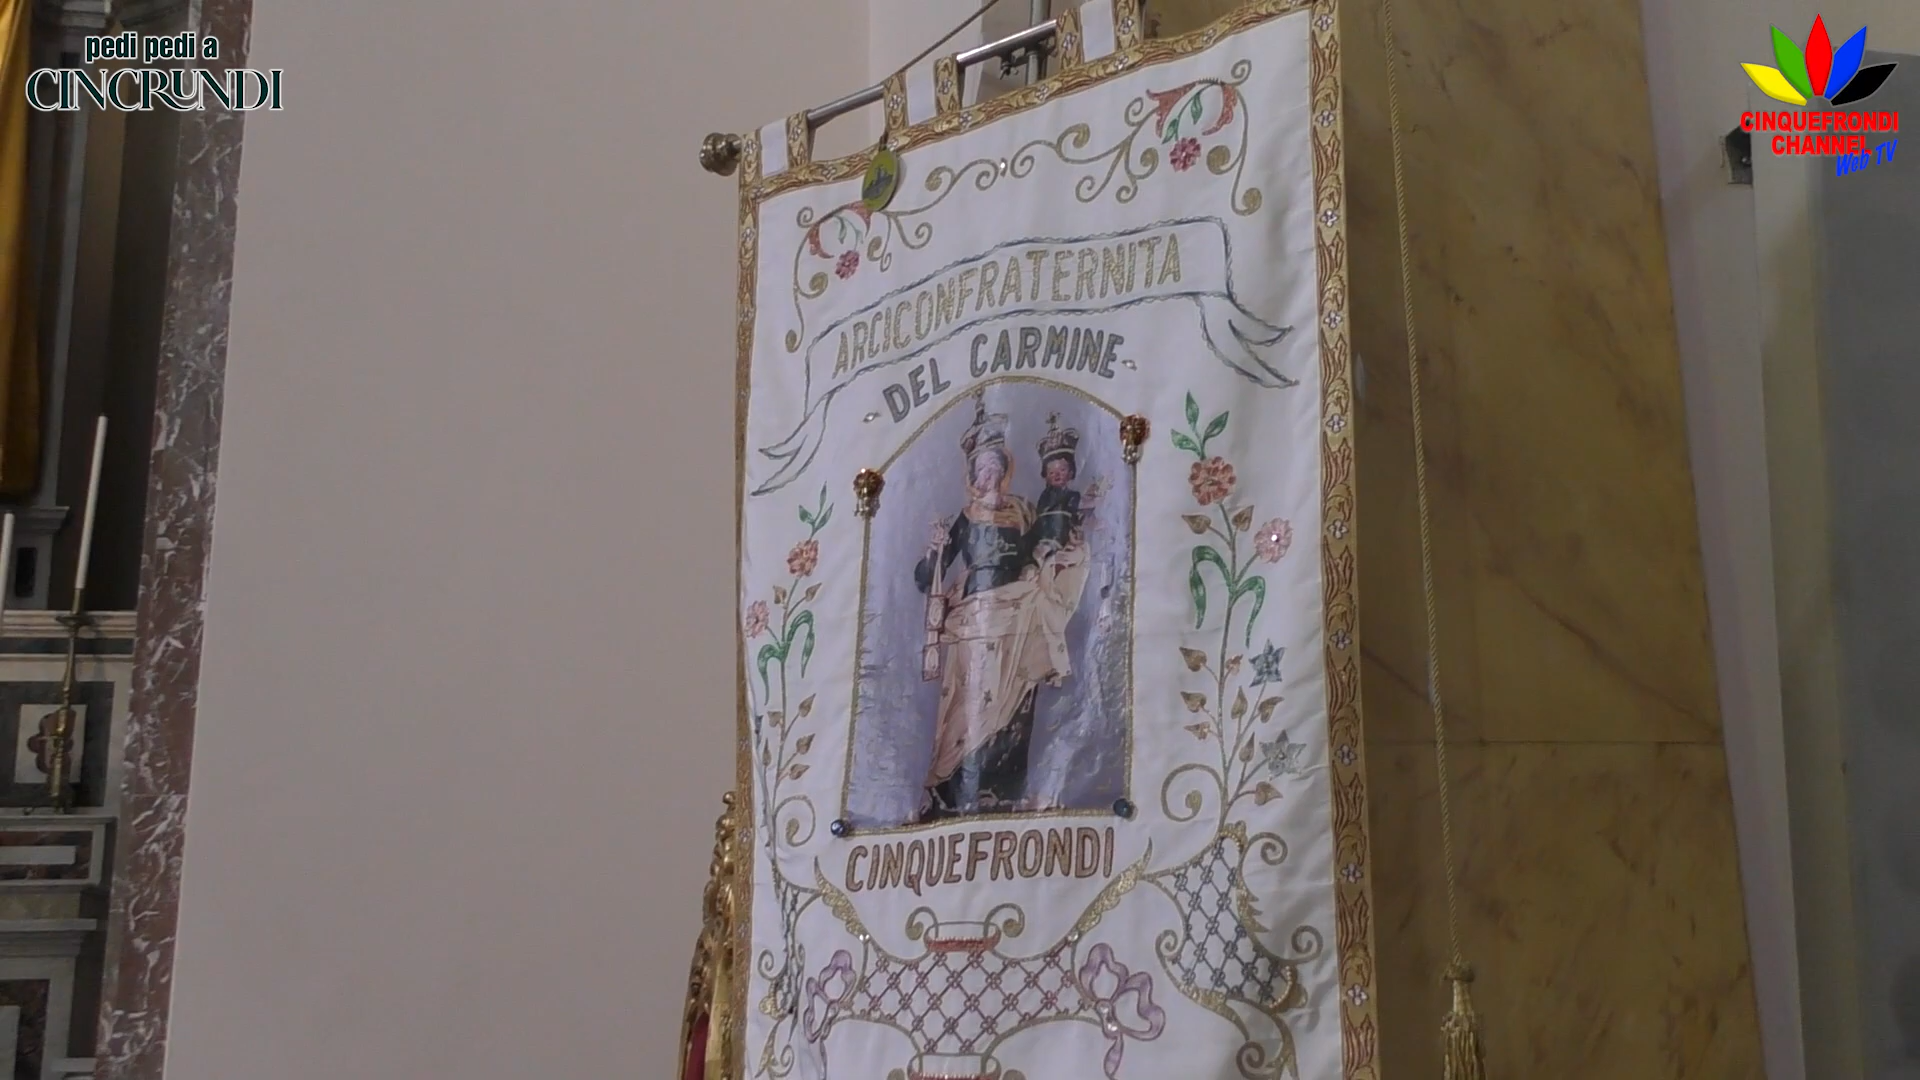 pedi pedi a
CINCRUNDI
CINQUEFRONDI
CHANNEL
Web TV
ARCICONFRATERNITA
DEL CARMINE
CINQUEFRONDI